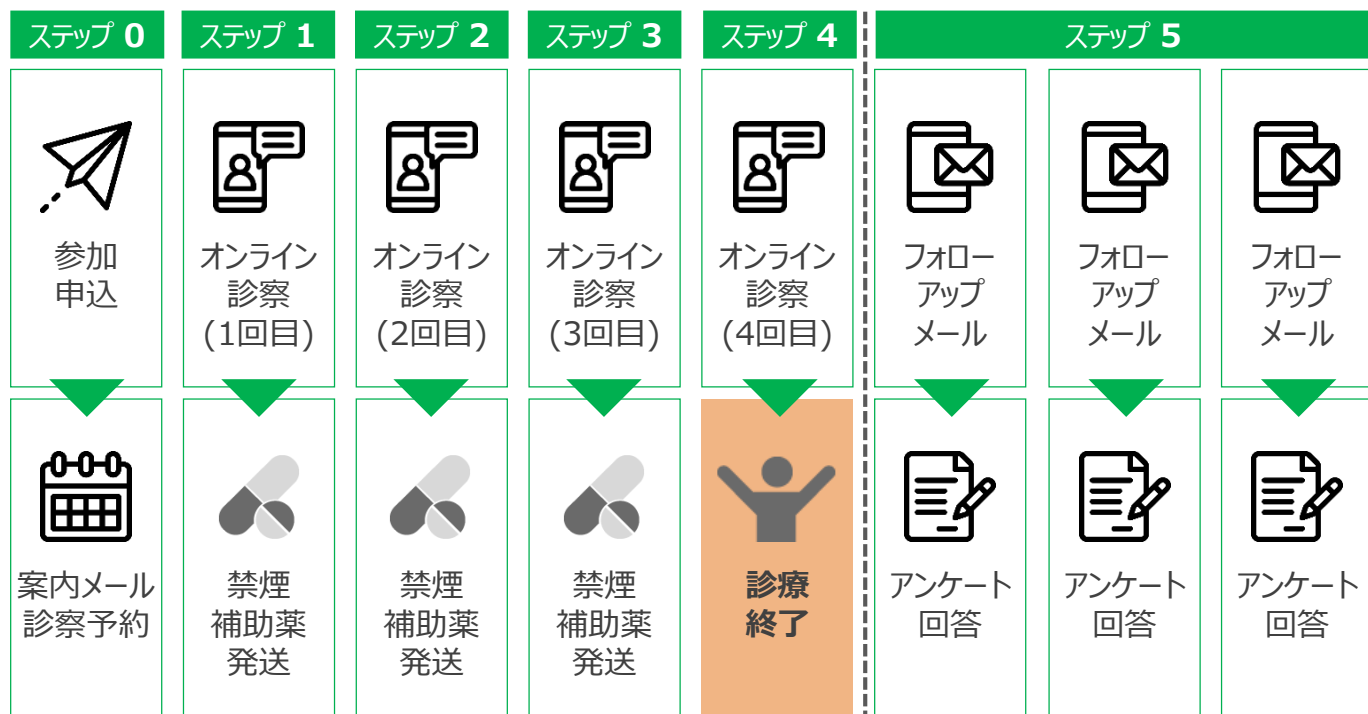 ステップ 0
ステップ 1
ステップ 2
ステップ 3
ステップ 4
ステップ 5
参加
申込
オンライン
診察
(1回目)
オンライン
診察
(2回目)
オンライン
診察
(3回目)
オンライン
診察
(4回目)
フォロー
アップ
メール
フォロー
アップ
メール
フォロー
アップ
メール
案内メール
診察予約
禁煙
補助薬
発送
禁煙
補助薬
発送
禁煙
補助薬
発送
診療
終了
アンケート
回答
アンケート
回答
アンケート
回答